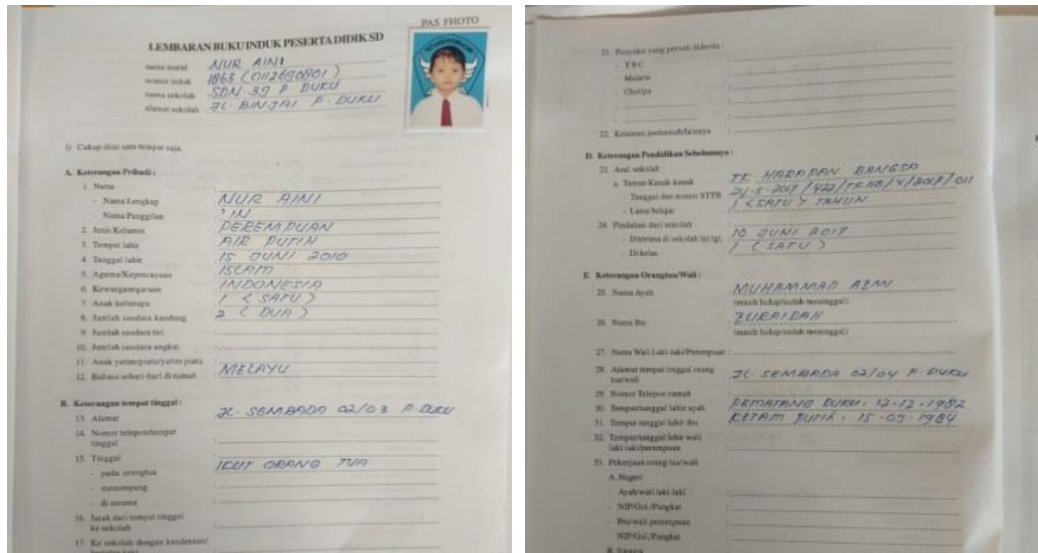 PAS FHOTO
LEMBARAN BUKU INDUK PESERTA DIDIK SD
nama murid : NUR AINI
nomor induk : 1863 (0112690801)
nama sekolah : SDN. 39 P. DUKU
alamat sekolah : JL. BINJAI P. DUKU
1) Cukup diisi satu tempat saja.
A. Keterangan Pribadi :
1. Nama
- Nama Lengkap : NUR AINI
- Nama Panggilan : IN
2. Jenis Kelamin : PEREMPUAN
3. Tempat lahir : AIR PUTIH
4. Tanggal lahir : 15 JUNI 2010
5. Agama/Kepercayaan : ISLAM
6. Kewarganegaraan : INDONESIA
7. Anak keberapa : 1 < SATU >
8. Jumlah saudara kandung : 2 ( DUA )
9. Jumlah saudara tiri :
10. Jumlah saudara angkat :
11. Anak yatim/piatu/yatim piatu :
12. Bahasa sehari-hari di rumah : MELAYU
B. Keterangan tempat tinggal :
13. Alamat : JL. SEMBADA 02/03 P. DUKU
14. Nomor telepon/tempat
tinggal :
15. Tinggal
- pada orangtua : IKUT ORANG TUA
- menumpang :
- di asrama :
16. Jarak dari tempat tinggal
ke sekolah :
17. Ke sekolah dengan kendaraan/
21. Penyakit yang pernah diderita :
- TBC
- Malaria
- Chotipa
22. Kelainan jasmaniah/lainnya :
D. Keterangan Pendidikan Sebelumnya :
23. Asal sekolah
a. Taman Kanak-kanak : TK HARAPAN BANGSA
- Tanggal dan nomor STTB : 21-5-2017/422/TKHB/V/2017/011
- Lama belajar : 1 < SATU > TAHUN
24. Pindahan dari sekolah :
- Diterima di sekolah ini tgl. : 10 JUNI 2017
- Di kelas : 1 ( SATU )
E. Keterangan Orangtua/Wali :
25. Nama Ayah : MUHAMMAD AZMI
(masih hidup/sudah meninggal)
26. Nama Ibu : ZURAIDAH
(masih hidup/sudah meninggal)
27. Nama Wali Laki-laki/Perempuan :
28. Alamat tempat tinggal orang
tua/wali : JL. SEMBADA 02/04 P. DUKU
29. Nomor Telepon rumah :
30. Tempat/tanggal lahir ayah : PEMATANG DUKU. 12-12-1982
31. Tempat tanggal lahir ibu : KETAM PUTIH. 15-09-1984
32. Tempat/tanggal lahir wali
laki-laki/perempuan :
33. Pekerjaan orang tua/wali
A. Negeri
- Ayah/wali laki-laki :
- NIP/Gol./Pangkat :
- Ibu/wali perempuan :
NIP/Gol./Pangkat :
B. Swasta